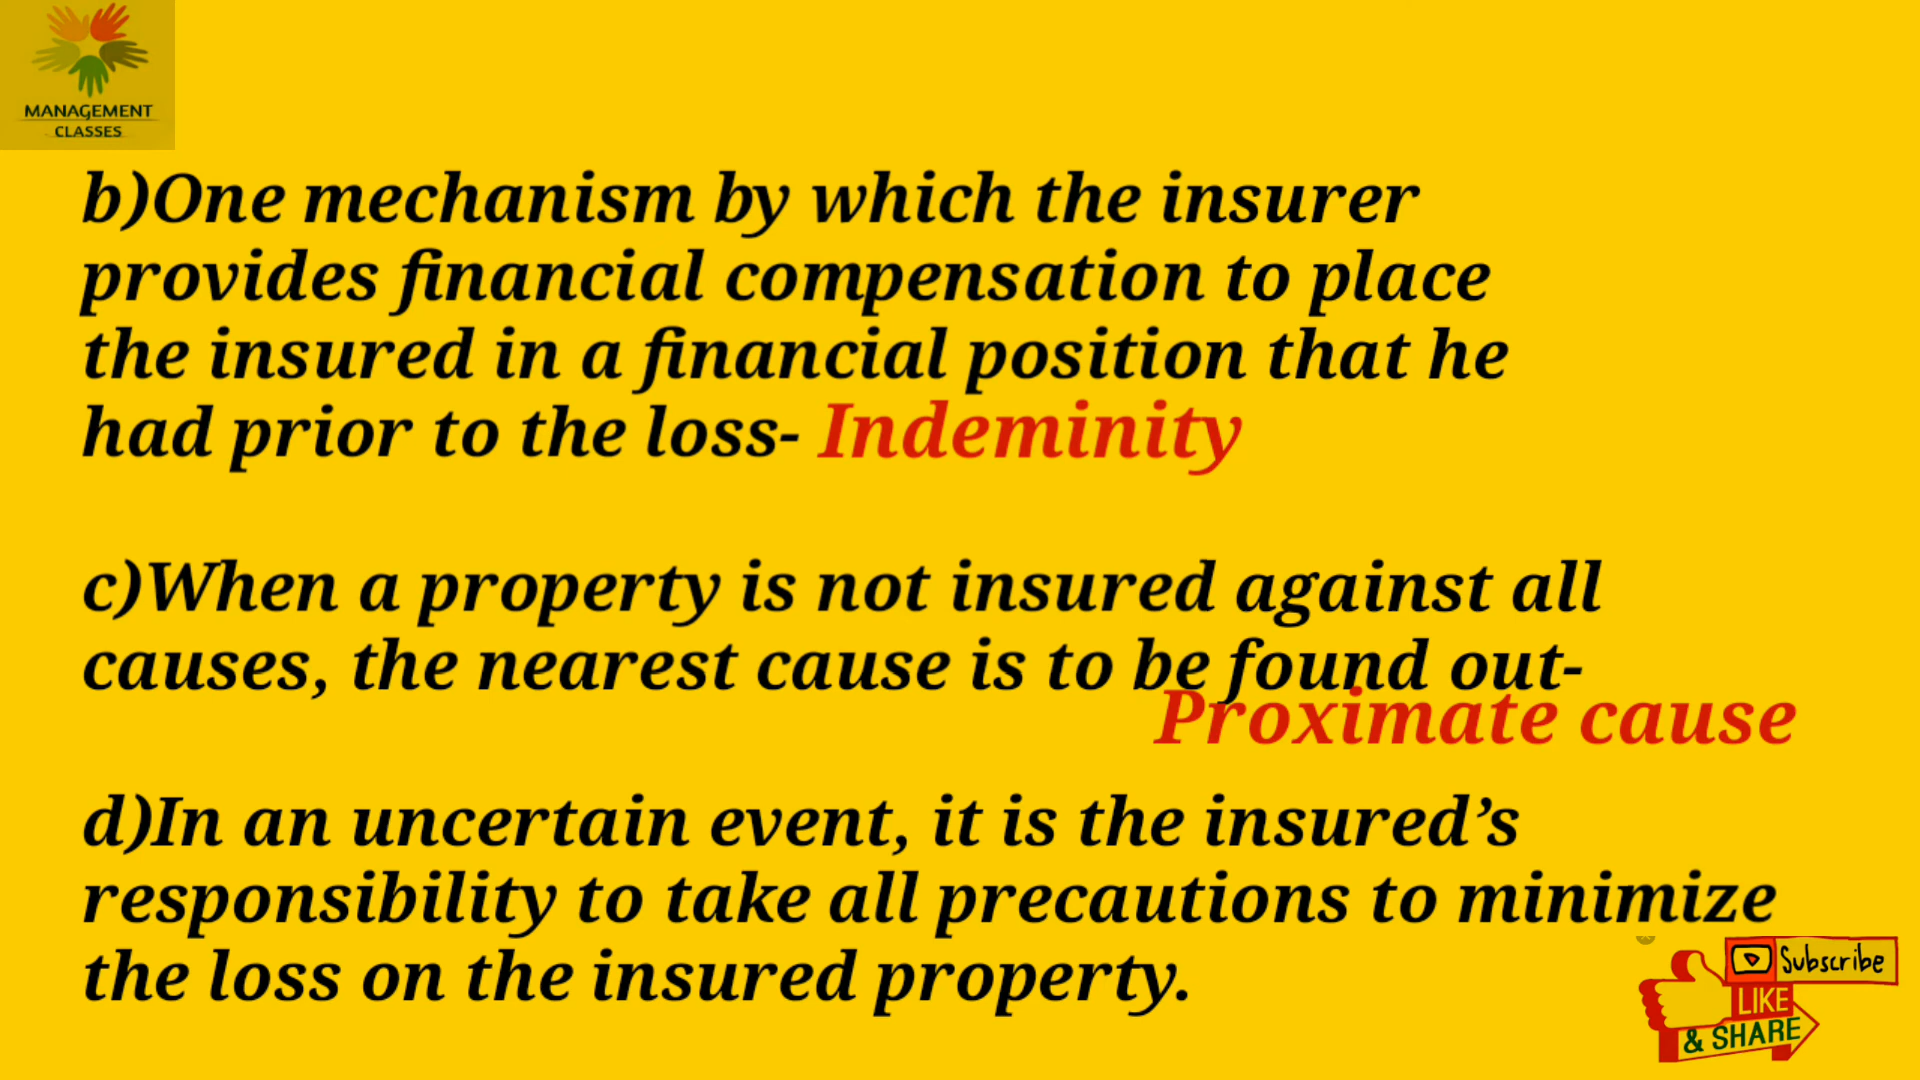 MANAGEMENT
CLASSES
b)One mechanism by which the insurer
provides financial compensation to place
the insured in a financial position that he
had prior to the loss- Indeminity
c)When a property is not insured against all
causes, the nearest cause is to be found out-
Proximate cause
d)In an uncertain event, it is the insured’s
responsibility to take all precautions to minimize
the loss on the insured property.
Subscribe
LIKE
& SHARE